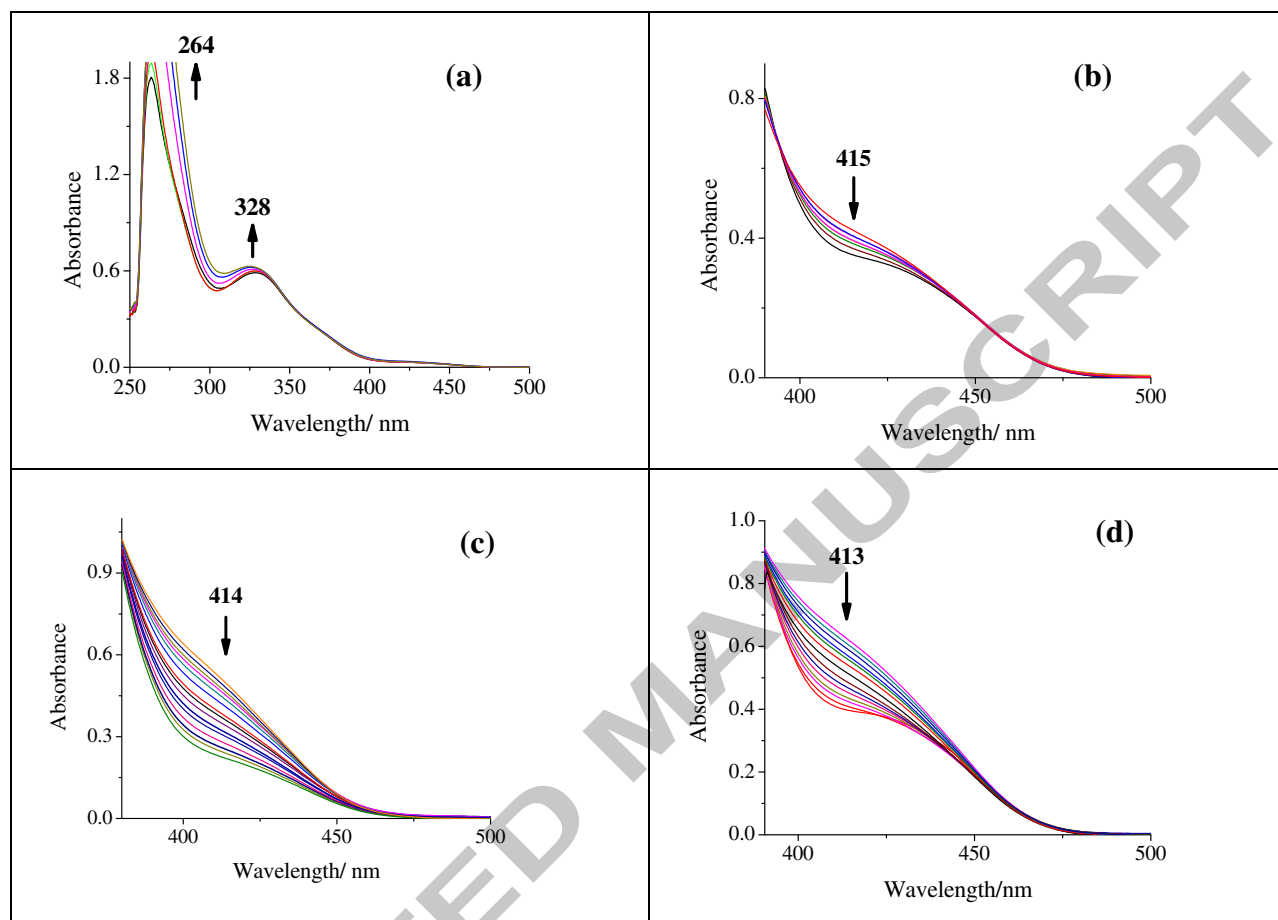 264
(a)
1.8
328
1.2
Absorbance
0.6
0.0
250 300 350 400 450 500
Wavelength/ nm
(b)
0.8
415
Absorbance
0.4
0.0
400 450 500
Wavelength/ nm
(c)
0.9
414
0.6
Absorbance
0.3
0.0
400 450 500
Wavelength/ nm
(d)
1.0
413
0.8
0.6
Absorbance
0.4
0.2
0.0
400 450 500
Wavelength/nm
TED MANUSCRIPT